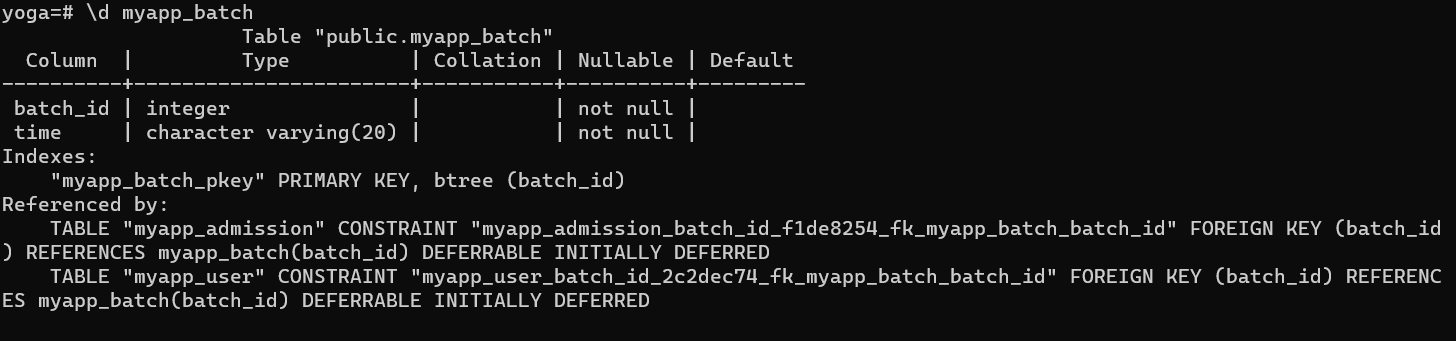 yoga=# \d myapp_batch
                    Table "public.myapp_batch"
  Column  |         Type          | Collation | Nullable | Default
----------+-----------------------+-----------+----------+---------
 batch_id | integer               |           | not null |
 time     | character varying(20) |           | not null |
Indexes:
    "myapp_batch_pkey" PRIMARY KEY, btree (batch_id)
Referenced by:
    TABLE "myapp_admission" CONSTRAINT "myapp_admission_batch_id_f1de8254_fk_myapp_batch_batch_id" FOREIGN KEY (batch_id
) REFERENCES myapp_batch(batch_id) DEFERRABLE INITIALLY DEFERRED
    TABLE "myapp_user" CONSTRAINT "myapp_user_batch_id_2c2dec74_fk_myapp_batch_batch_id" FOREIGN KEY (batch_id) REFERENC
ES myapp_batch(batch_id) DEFERRABLE INITIALLY DEFERRED